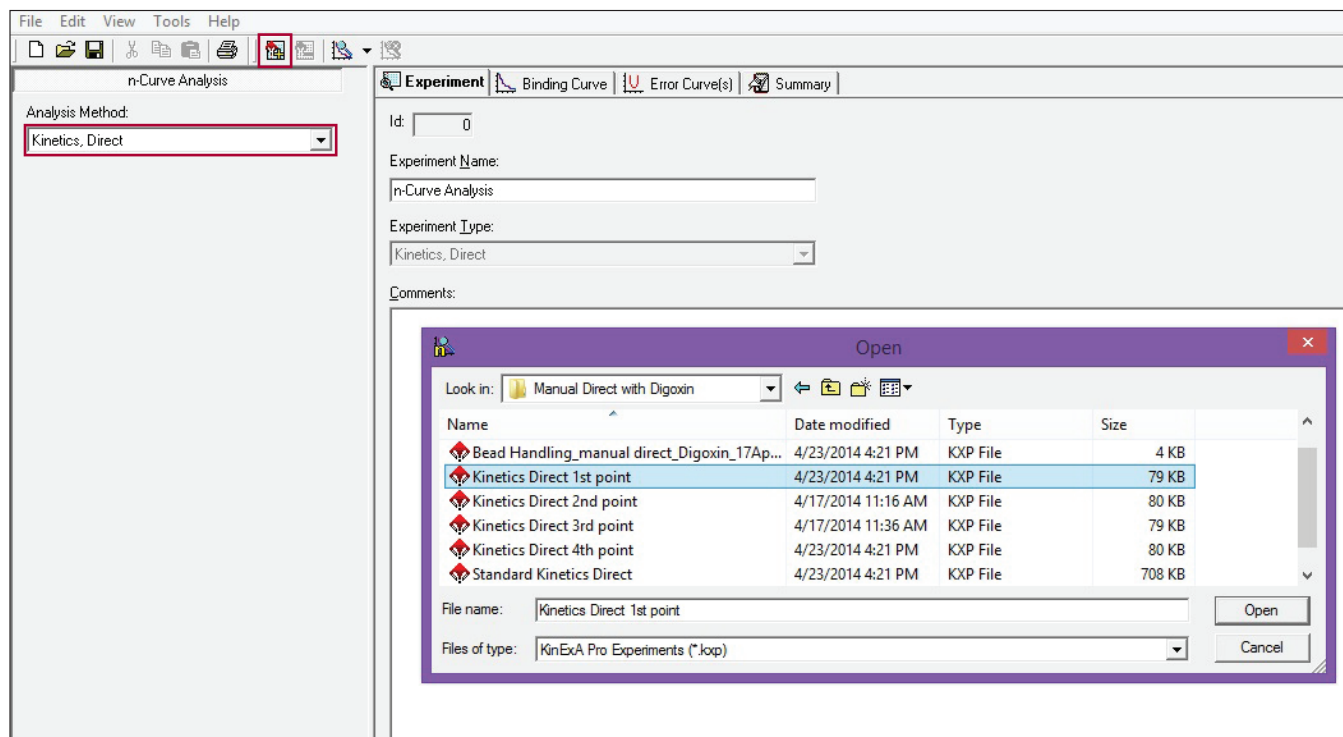 File Edit View Tools Help
n-Curve Analysis
Analysis Method:
Kinetics, Direct
Experiment Binding Curve Error Curve(s) Summary
Id: 0
Experiment Name:
n-Curve Analysis
Experiment Type:
Kinetics, Direct
Comments:
Open
Look in: Manual Direct with Digoxin
Name Date modified Type Size
Bead Handling_manual direct_Digoxin_17Ap... 4/23/2014 4:21 PM KXP File 4 KB
Kinetics Direct 1st point 4/23/2014 4:21 PM KXP File 79 KB
Kinetics Direct 2nd point 4/17/2014 11:16 AM KXP File 80 KB
Kinetics Direct 3rd point 4/17/2014 11:36 AM KXP File 79 KB
Kinetics Direct 4th point 4/23/2014 4:21 PM KXP File 80 KB
Standard Kinetics Direct 4/23/2014 4:21 PM KXP File 708 KB
File name: Kinetics Direct 1st point Open
Files of type: KinExA Pro Experiments (*.kxp) Cancel